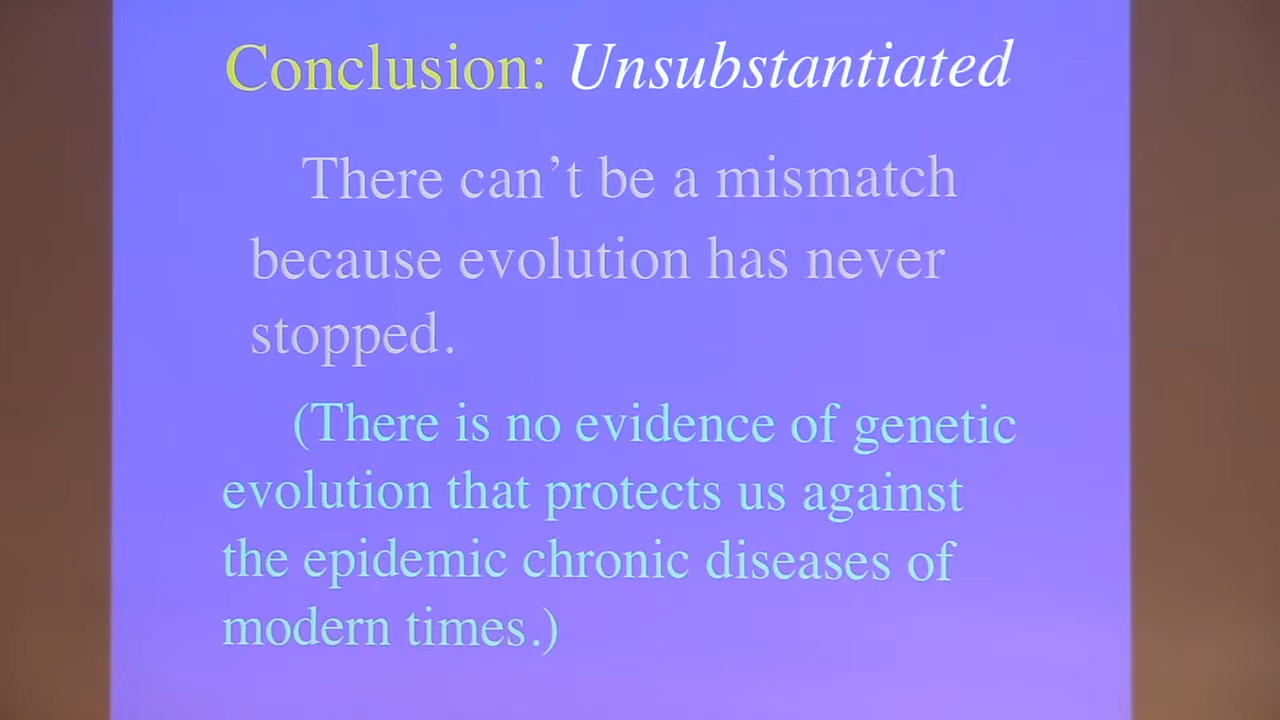 Conclusion: Unsubstantiated
There can’t be a mismatch
because evolution has never
stopped.
(There is no evidence of genetic
evolution that protects us against
the epidemic chronic diseases of
modern times.)